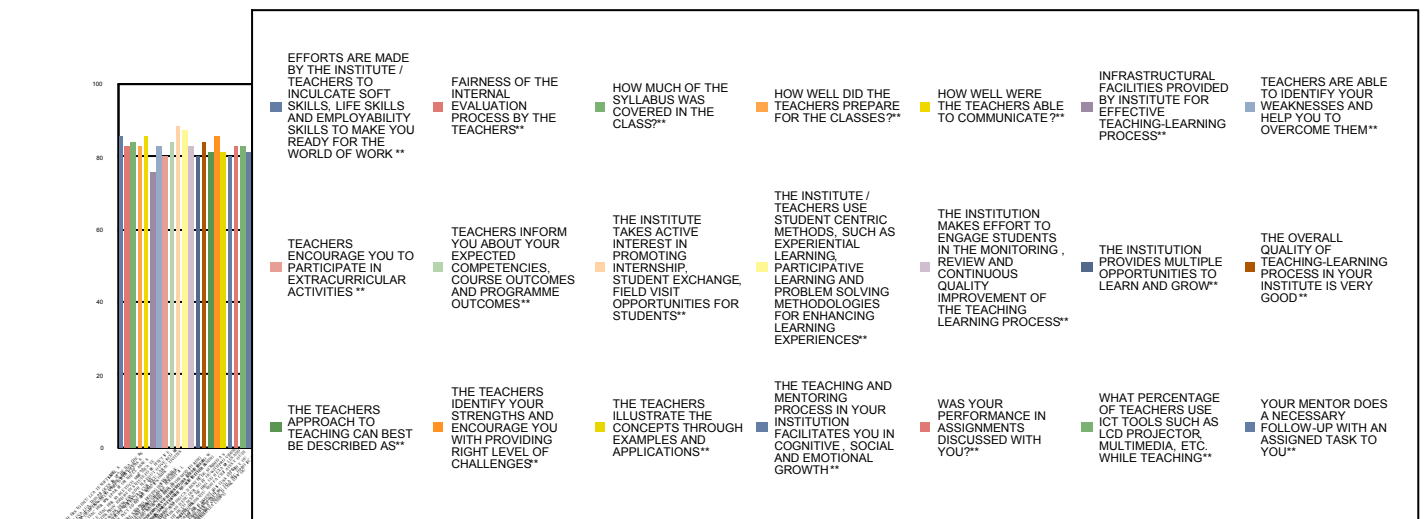 100
80
60
40
20
0
EFFORTS ARE MADE
BY THE INSTITUTE /
TEACHERS TO
INCULCATE SOFT
SKILLS, LIFE SKILLS
AND EMPLOYABILITY
SKILLS TO MAKE YOU
READY FOR THE
WORLD OF WORK **
FAIRNESS OF THE
INTERNAL
EVALUATION
PROCESS BY THE
TEACHERS**
HOW MUCH OF THE
SYLLABUS WAS
COVERED IN THE
CLASS?**
HOW WELL DID THE
TEACHERS PREPARE
FOR THE CLASSES?**
HOW WELL WERE
THE TEACHERS ABLE
TO COMMUNICATE?**
INFRASTRUCTURAL
FACILITIES PROVIDED
BY INSTITUTE FOR
EFFECTIVE
TEACHING-LEARNING
PROCESS**
TEACHERS ARE ABLE
TO IDENTIFY YOUR
WEAKNESSES AND
HELP YOU TO
OVERCOME THEM**
TEACHERS
ENCOURAGE YOU TO
PARTICIPATE IN
EXTRACURRICULAR
ACTIVITIES **
TEACHERS INFORM
YOU ABOUT YOUR
EXPECTED
COMPETENCIES,
COURSE OUTCOMES
AND PROGRAMME
OUTCOMES**
THE INSTITUTE
TAKES ACTIVE
INTEREST IN
PROMOTING
INTERNSHIP,
STUDENT EXCHANGE,
FIELD VISIT
OPPORTUNITIES FOR
STUDENTS**
THE INSTITUTE /
TEACHERS USE
STUDENT CENTRIC
METHODS, SUCH AS
EXPERIENTIAL
LEARNING,
PARTICIPATIVE
LEARNING AND
PROBLEM SOLVING
METHODOLOGIES
FOR ENHANCING
LEARNING
EXPERIENCES**
THE INSTITUTION
MAKES EFFORT TO
ENGAGE STUDENTS
IN THE MONITORING ,
REVIEW AND
CONTINUOUS
QUALITY
IMPROVEMENT OF
THE TEACHING
LEARNING PROCESS**
THE INSTITUTION
PROVIDES MULTIPLE
OPPORTUNITIES TO
LEARN AND GROW**
THE OVERALL
QUALITY OF
TEACHING-LEARNING
PROCESS IN YOUR
INSTITUTE IS VERY
GOOD**
THE TEACHERS
APPROACH TO
TEACHING CAN BEST
BE DESCRIBED AS**
THE TEACHERS
IDENTIFY YOUR
STRENGTHS AND
ENCOURAGE YOU
WITH PROVIDING
RIGHT LEVEL OF
CHALLENGES**
THE TEACHERS
ILLUSTRATE THE
CONCEPTS THROUGH
EXAMPLES AND
APPLICATIONS**
THE TEACHING AND
MENTORING
PROCESS IN YOUR
INSTITUTION
FACILITATES YOU IN
COGNITIVE , SOCIAL
AND EMOTIONAL
GROWTH**
WAS YOUR
PERFORMANCE IN
ASSIGNMENTS
DISCUSSED WITH
YOU?**
WHAT PERCENTAGE
OF TEACHERS USE
ICT TOOLS SUCH AS
LCD PROJECTOR,
MULTIMEDIA, ETC.
WHILE TEACHING**
YOUR MENTOR DOES
A NECESSARY
FOLLOW-UP WITH AN
ASSIGNED TASK TO
YOU**